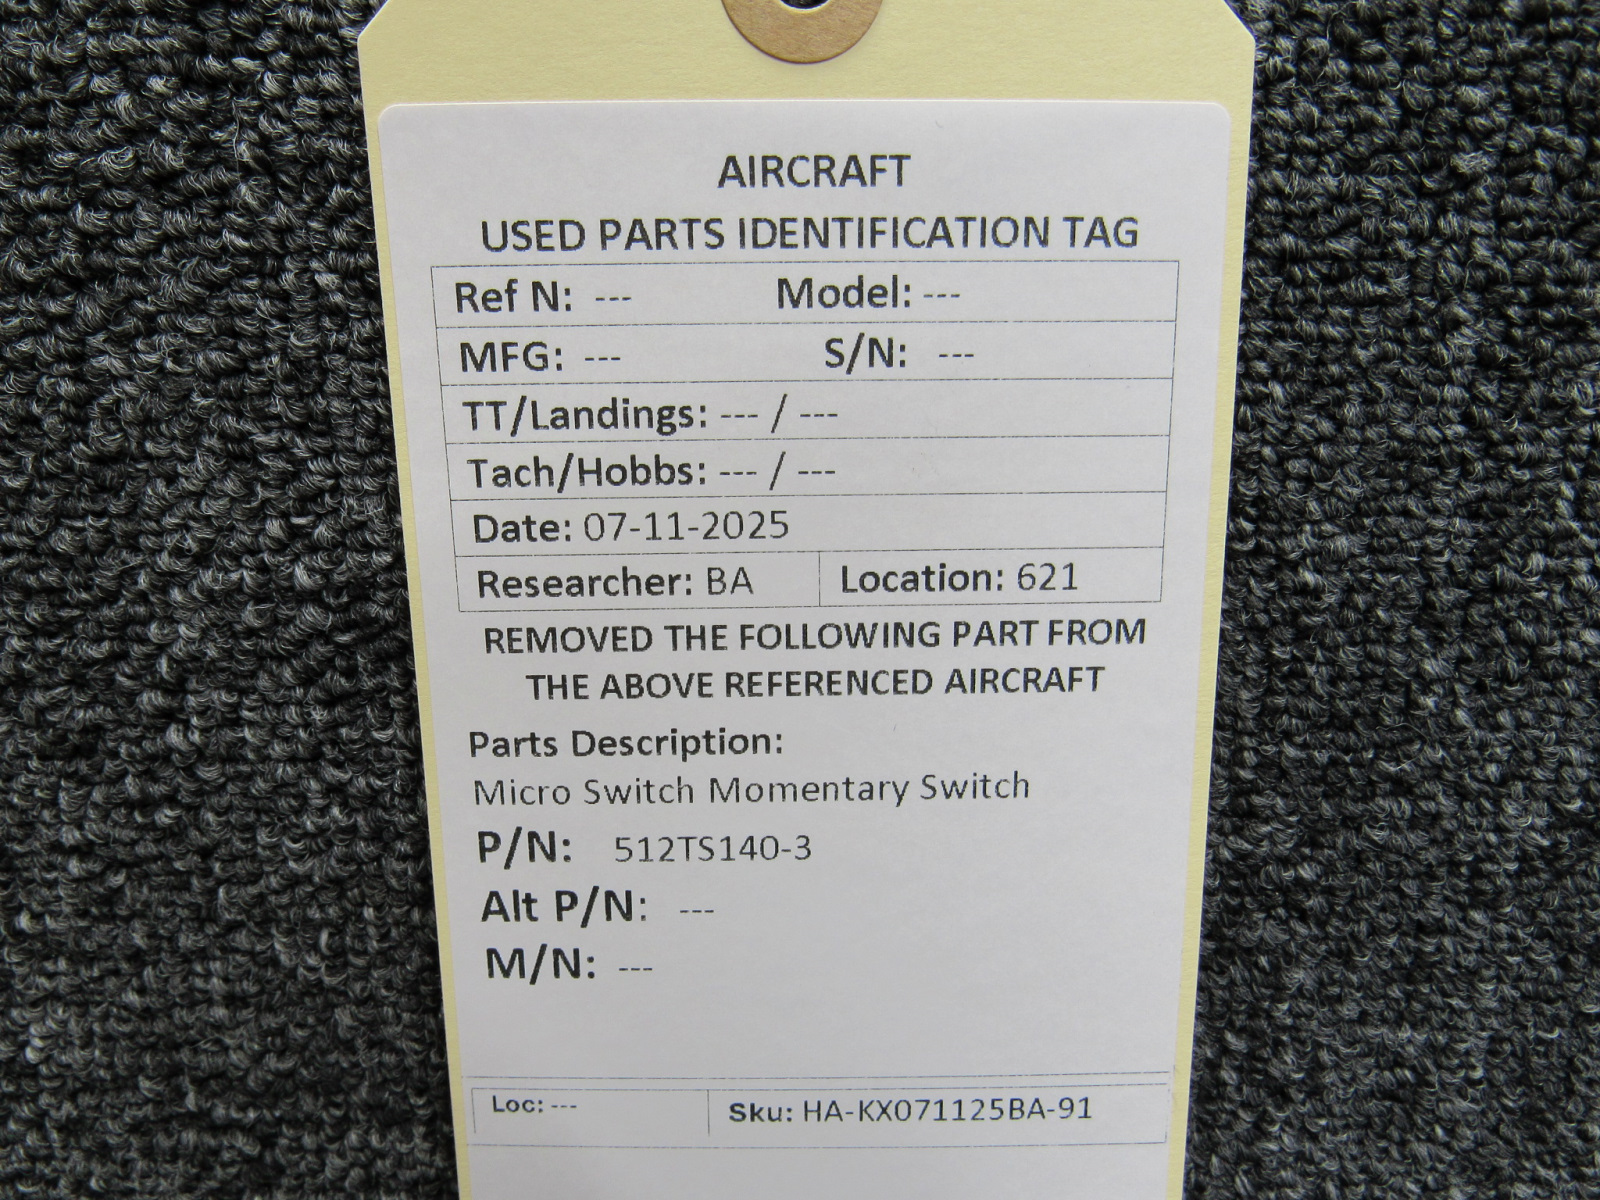 AIRCRAFT
USED PARTS IDENTIFICATION TAG
Ref N: --- Model: ---
MFG: --- S/N: ---
TT/Landings: --- / ---
Tach/Hobbs: --- / ---
Date: 07-11-2025
Researcher: BA Location: 621
REMOVED THE FOLLOWING PART FROM
THE ABOVE REFERENCED AIRCRAFT
Parts Description:
Micro Switch Momentary Switch
P/N: 512TS140-3
Alt P/N: ---
M/N: ---
Loc: --- Sku: HA-KX071125BA-91